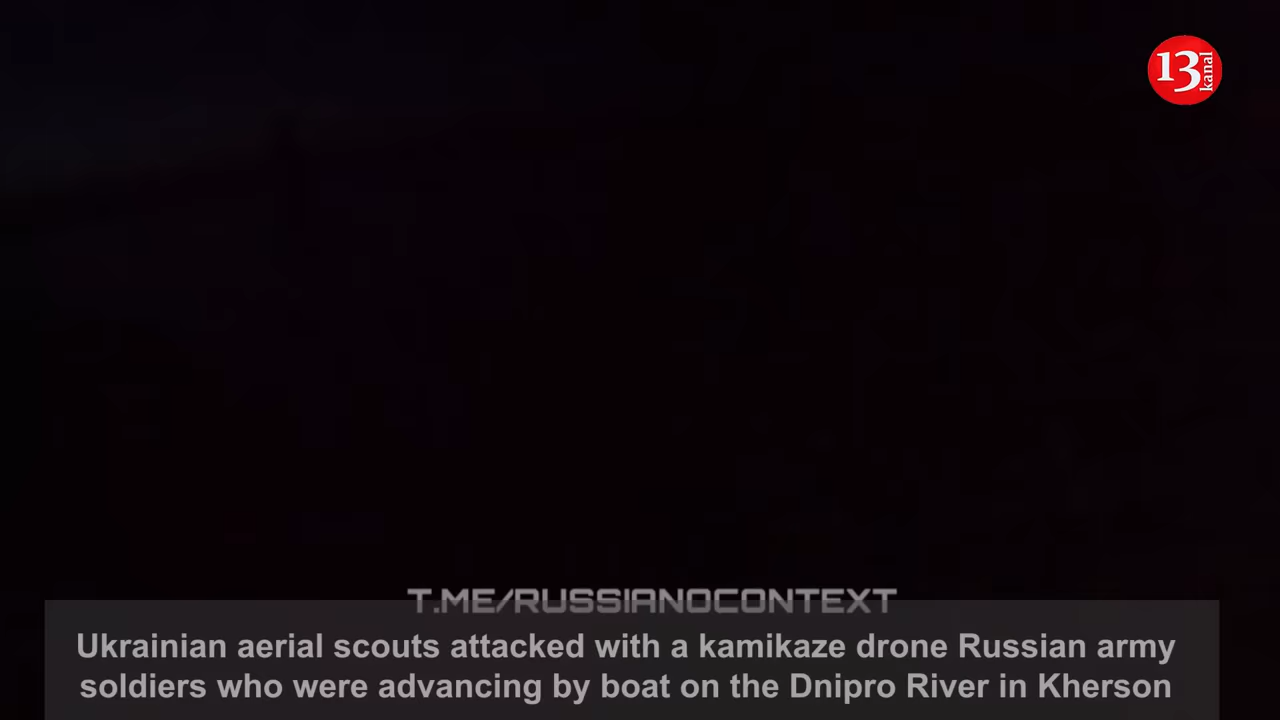 13 kanal
T.ME/RUSSIANOCONTEXT
Ukrainian aerial scouts attacked with a kamikaze drone Russian army
soldiers who were advancing by boat on the Dnipro River in Kherson